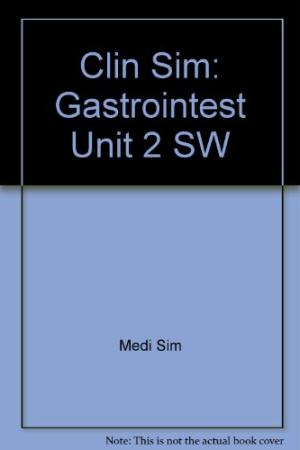 Clin Sim:
Gastrointest
Unit 2 SW
Medi Sim
Note: This is not the actual book cover